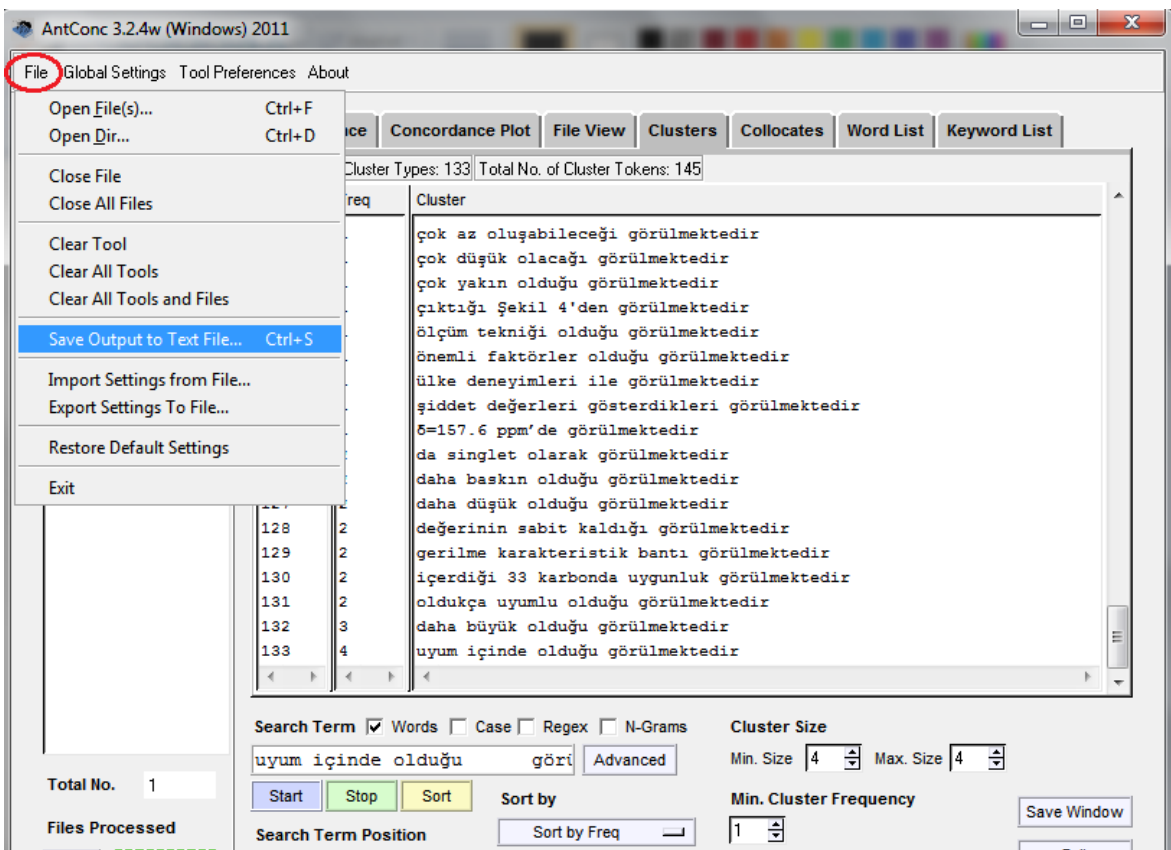 AntConc 3.2.4w (Windows) 2011
File Global Settings Tool Preferences About
Open File(s)... Ctrl+F
Open Dir... Ctrl+D
Close File
Close All Files
Clear Tool
Clear All Tools
Clear All Tools and Files
Save Output to Text File... Ctrl+S
Import Settings from File...
Export Settings To File...
Restore Default Settings
Exit
Concordance Plot File View Clusters Collocates Word List Keyword List
Cluster Types: 133 Total No. of Cluster Tokens: 145
Cluster
çok az oluşabileceği görülmektedir
çok düşük olacağı görülmektedir
çok yakın olduğu görülmektedir
çıktığı Şekil 4'den görülmektedir
ölçüm tekniği olduğu görülmektedir
önemli faktörler olduğu görülmektedir
ülke deneyimleri ile görülmektedir
şiddet değerleri gösterdikleri görülmektedir
δ=157.6 ppm’de görülmektedir
da singlet olarak görülmektedir
daha baskın olduğu görülmektedir
daha düşük olduğu görülmektedir
128 2 değerinin sabit kaldığı görülmektedir
129 2 gerilme karakteristik bantı görülmektedir
130 2 içerdiği 33 karbonda uygunluk görülmektedir
131 2 oldukça uyumlu olduğu görülmektedir
132 3 daha büyük olduğu görülmektedir
133 4 uyum içinde olduğu görülmektedir
Search Term Words Case Regex N-Grams
uyum içinde olduğu görü Advanced
Start Stop Sort
Search Term Position
Sort by
Sort by Freq
Cluster Size
Min. Size 4 Max. Size 4
Min. Cluster Frequency
1
Save Window
Total No. 1
Files Processed